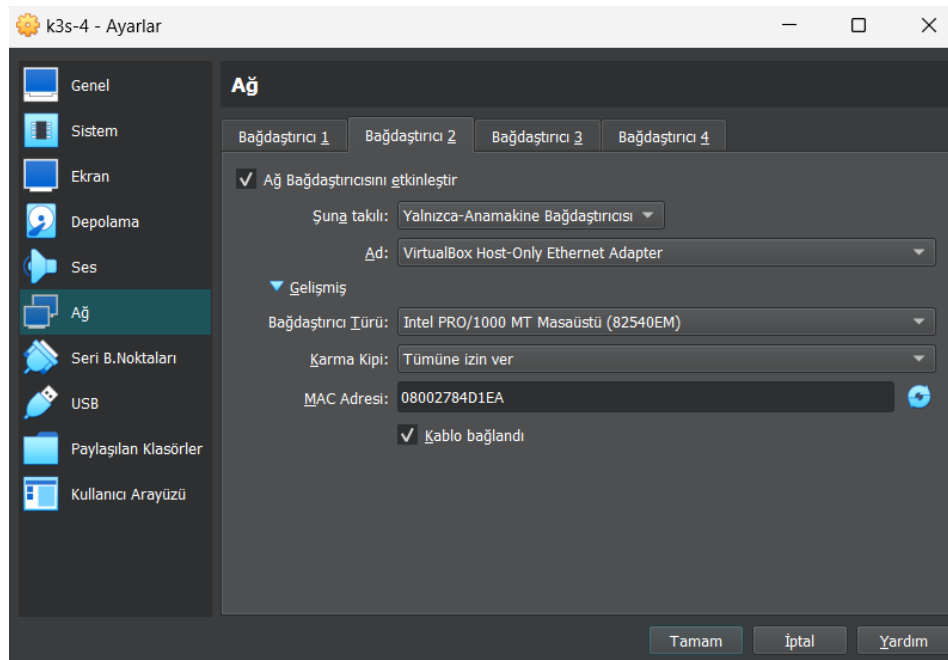 k3s-4 - Ayarlar
Genel
Sistem
Ekran
Depolama
Ses
Ağ
Seri B.Noktaları
USB
Paylaşılan Klasörler
Kullanıcı Arayüzü
Ağ
Bağdaştırıcı 1 Bağdaştırıcı 2 Bağdaştırıcı 3 Bağdaştırıcı 4
Ağ Bağdaştırıcısını etkinleştir
Şuna takılı: Yalnızca-Anamakine Bağdaştırıcısı
Ad: VirtualBox Host-Only Ethernet Adapter
Gelişmiş
Bağdaştırıcı Türü: Intel PRO/1000 MT Masaüstü (82540EM)
Karma Kipi: Tümüne izin ver
MAC Adresi: 08002784D1EA
Kablo bağlandı
Tamam İptal Yardım